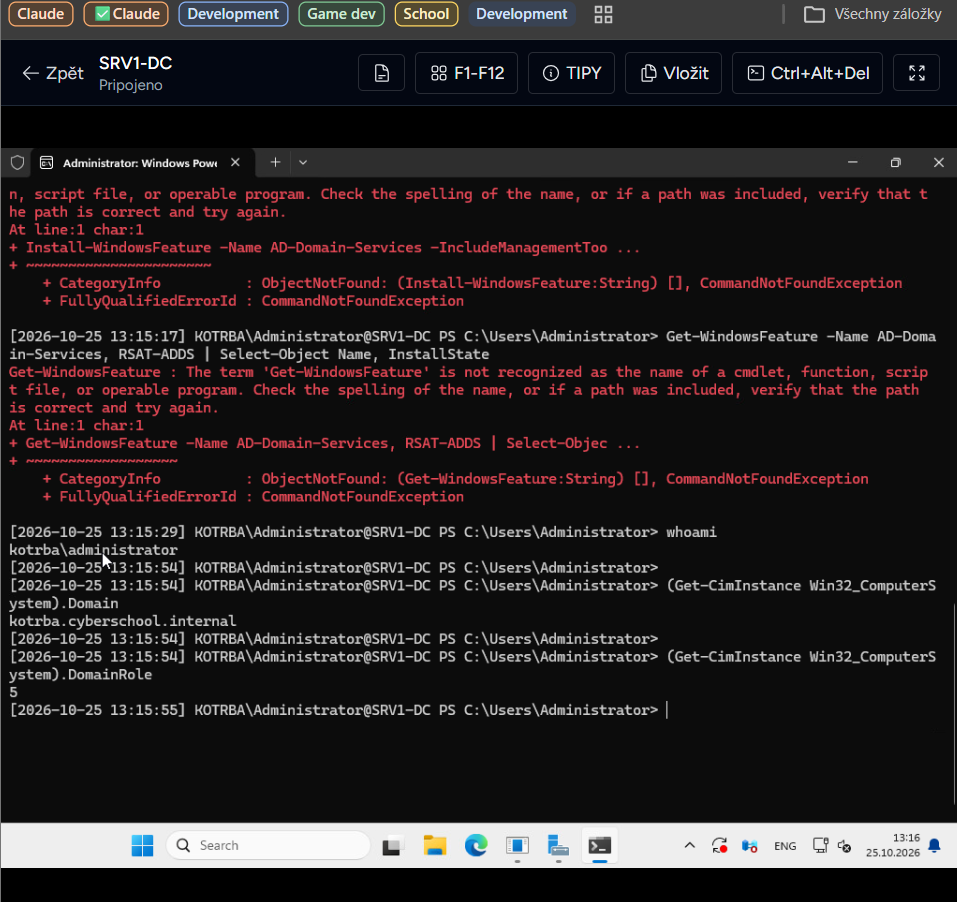 Claude
✅Claude
Development
Game dev
School
Development
Všechny záložky
← Zpět
SRV1-DC
Připojeno
F1-F12
TIPY
Vložit
Ctrl+Alt+Del
Administrator: Windows Powe
n, script file, or operable program. Check the spelling of the name, or if a path was included, verify that t
he path is correct and try again.
At line:1 char:1
+ Install-WindowsFeature -Name AD-Domain-Services -IncludeManagementToo ...
+ ~~~~~~~~~~~~~~~~~~~~~~
    + CategoryInfo          : ObjectNotFound: (Install-WindowsFeature:String) [], CommandNotFoundException
    + FullyQualifiedErrorId : CommandNotFoundException
[2026-10-25 13:15:17] KOTRBA\Administrator@SRV1-DC PS C:\Users\Administrator> Get-WindowsFeature -Name AD-Doma
in-Services, RSAT-ADDS | Select-Object Name, InstallState
Get-WindowsFeature : The term 'Get-WindowsFeature' is not recognized as the name of a cmdlet, function, scrip
t file, or operable program. Check the spelling of the name, or if a path was included, verify that the path
is correct and try again.
At line:1 char:1
+ Get-WindowsFeature -Name AD-Domain-Services, RSAT-ADDS | Select-Objec ...
+ ~~~~~~~~~~~~~~~~~~
    + CategoryInfo          : ObjectNotFound: (Get-WindowsFeature:String) [], CommandNotFoundException
    + FullyQualifiedErrorId : CommandNotFoundException
[2026-10-25 13:15:29] KOTRBA\Administrator@SRV1-DC PS C:\Users\Administrator> whoami
kotrba\administrator
[2026-10-25 13:15:54] KOTRBA\Administrator@SRV1-DC PS C:\Users\Administrator>
[2026-10-25 13:15:54] KOTRBA\Administrator@SRV1-DC PS C:\Users\Administrator> (Get-CimInstance Win32_ComputerS
ystem).Domain
kotrba.cyberschool.internal
[2026-10-25 13:15:54] KOTRBA\Administrator@SRV1-DC PS C:\Users\Administrator>
[2026-10-25 13:15:54] KOTRBA\Administrator@SRV1-DC PS C:\Users\Administrator> (Get-CimInstance Win32_ComputerS
ystem).DomainRole
5
[2026-10-25 13:15:55] KOTRBA\Administrator@SRV1-DC PS C:\Users\Administrator>
Search
ENG
13:16
25.10.2026